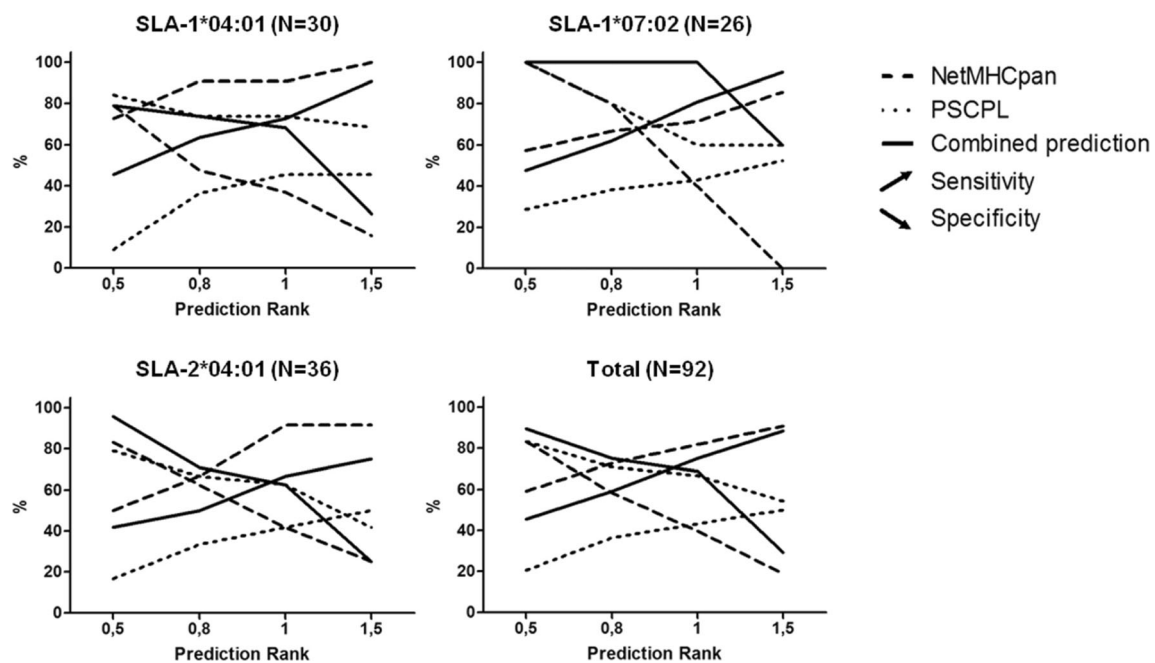 SLA-1*04:01 (N=30)
100
80
60
40
20
0
%
0,5 0,8 1 1,5
Prediction Rank
SLA-1*07:02 (N=26)
100
80
60
40
20
0
%
0,5 0,8 1 1,5
Prediction Rank
NetMHCpan
PSCPL
Combined prediction
Sensitivity
Specificity
SLA-2*04:01 (N=36)
100
80
60
40
20
0
%
0,5 0,8 1 1,5
Prediction Rank
Total (N=92)
100
80
60
40
20
0
%
0,5 0,8 1 1,5
Prediction Rank